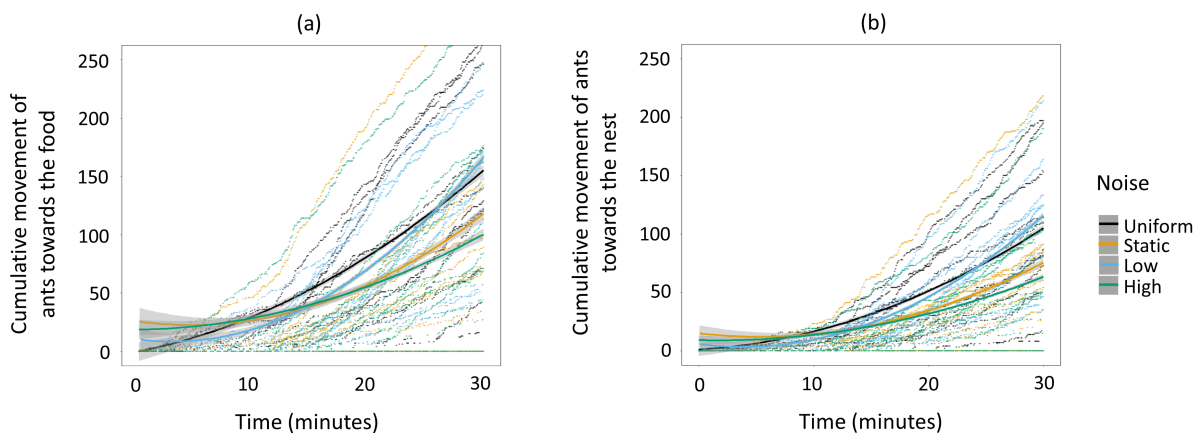 (a)
Cumulative movement of
ants towards the food
250
200
150
100
50
0
0 10 20 30
Time (minutes)
(b)
Cumulative movement of ants
towards the nest
250
200
150
100
50
0
0 10 20 30
Time (minutes)
Noise
Uniform
Static
Low
High